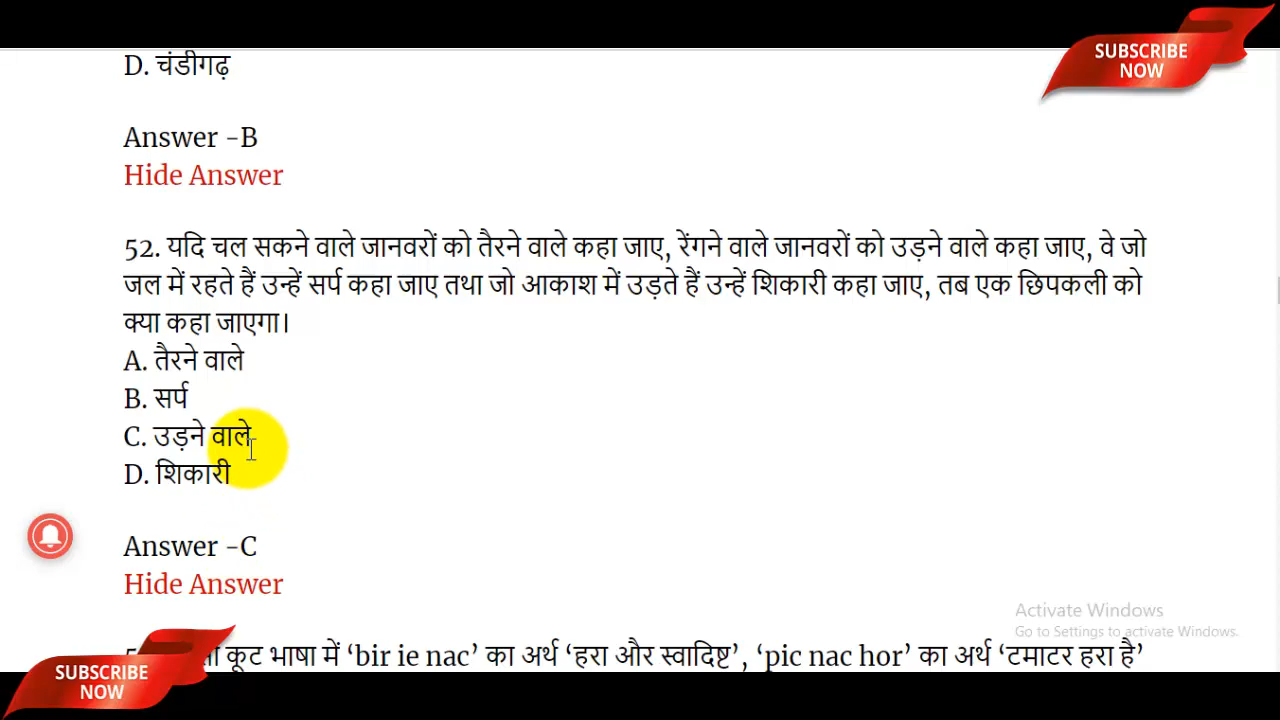 SUBSCRIBE
NOW
D. चंडीगढ़
Answer -B
Hide Answer
52. यदि चल सकने वाले जानवरों को तैरने वाले कहा जाए, रेंगने वाले जानवरों को उड़ने वाले कहा जाए, वे जो
जल में रहते हैं उन्हें सर्प कहा जाए तथा जो आकाश में उड़ते हैं उन्हें शिकारी कहा जाए, तब एक छिपकली को
क्या कहा जाएगा।
A. तैरने वाले
B. सर्प
C. उड़ने वाले
D. शिकारी
Answer -C
Hide Answer
Activate Windows
Go to Settings to activate Windows.
कूट भाषा में ‘bir ie nac’ का अर्थ ‘हरा और स्वादिष्ट’, ‘pic nac hor’ का अर्थ ‘टमाटर हरा है’
SUBSCRIBE
NOW